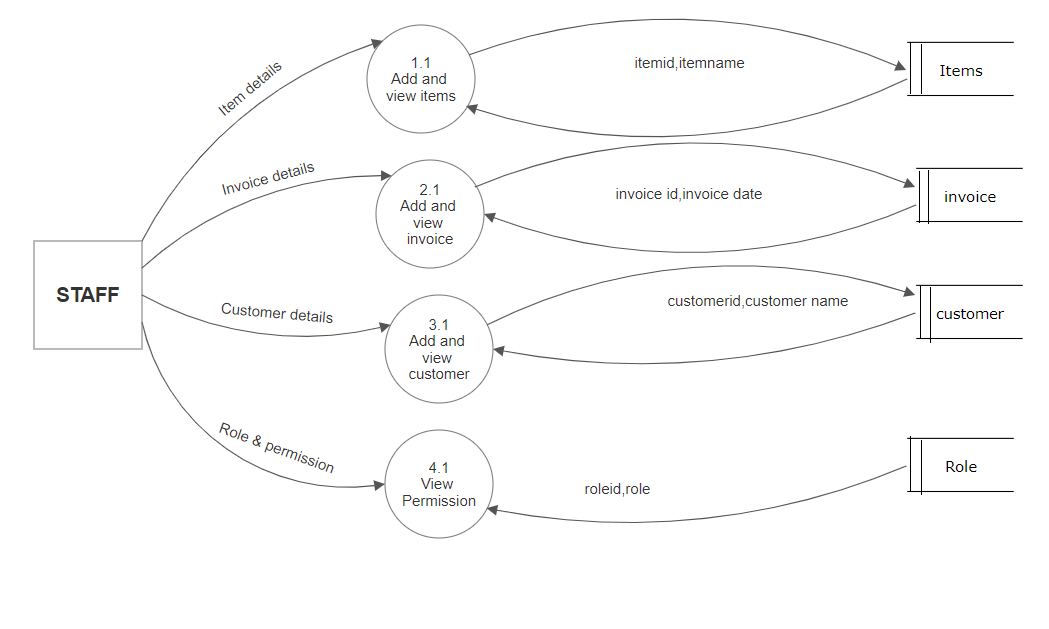 1.1
Add and
view items
Item details
itemid,itemname
Items
Invoice details
2.1
Add and
view
invoice
invoice id,invoice date
invoice
STAFF
Customer details
3.1
Add and
view
customer
customerid,customer name
customer
Role & permission
4.1
View
Permission
roleid,role
Role